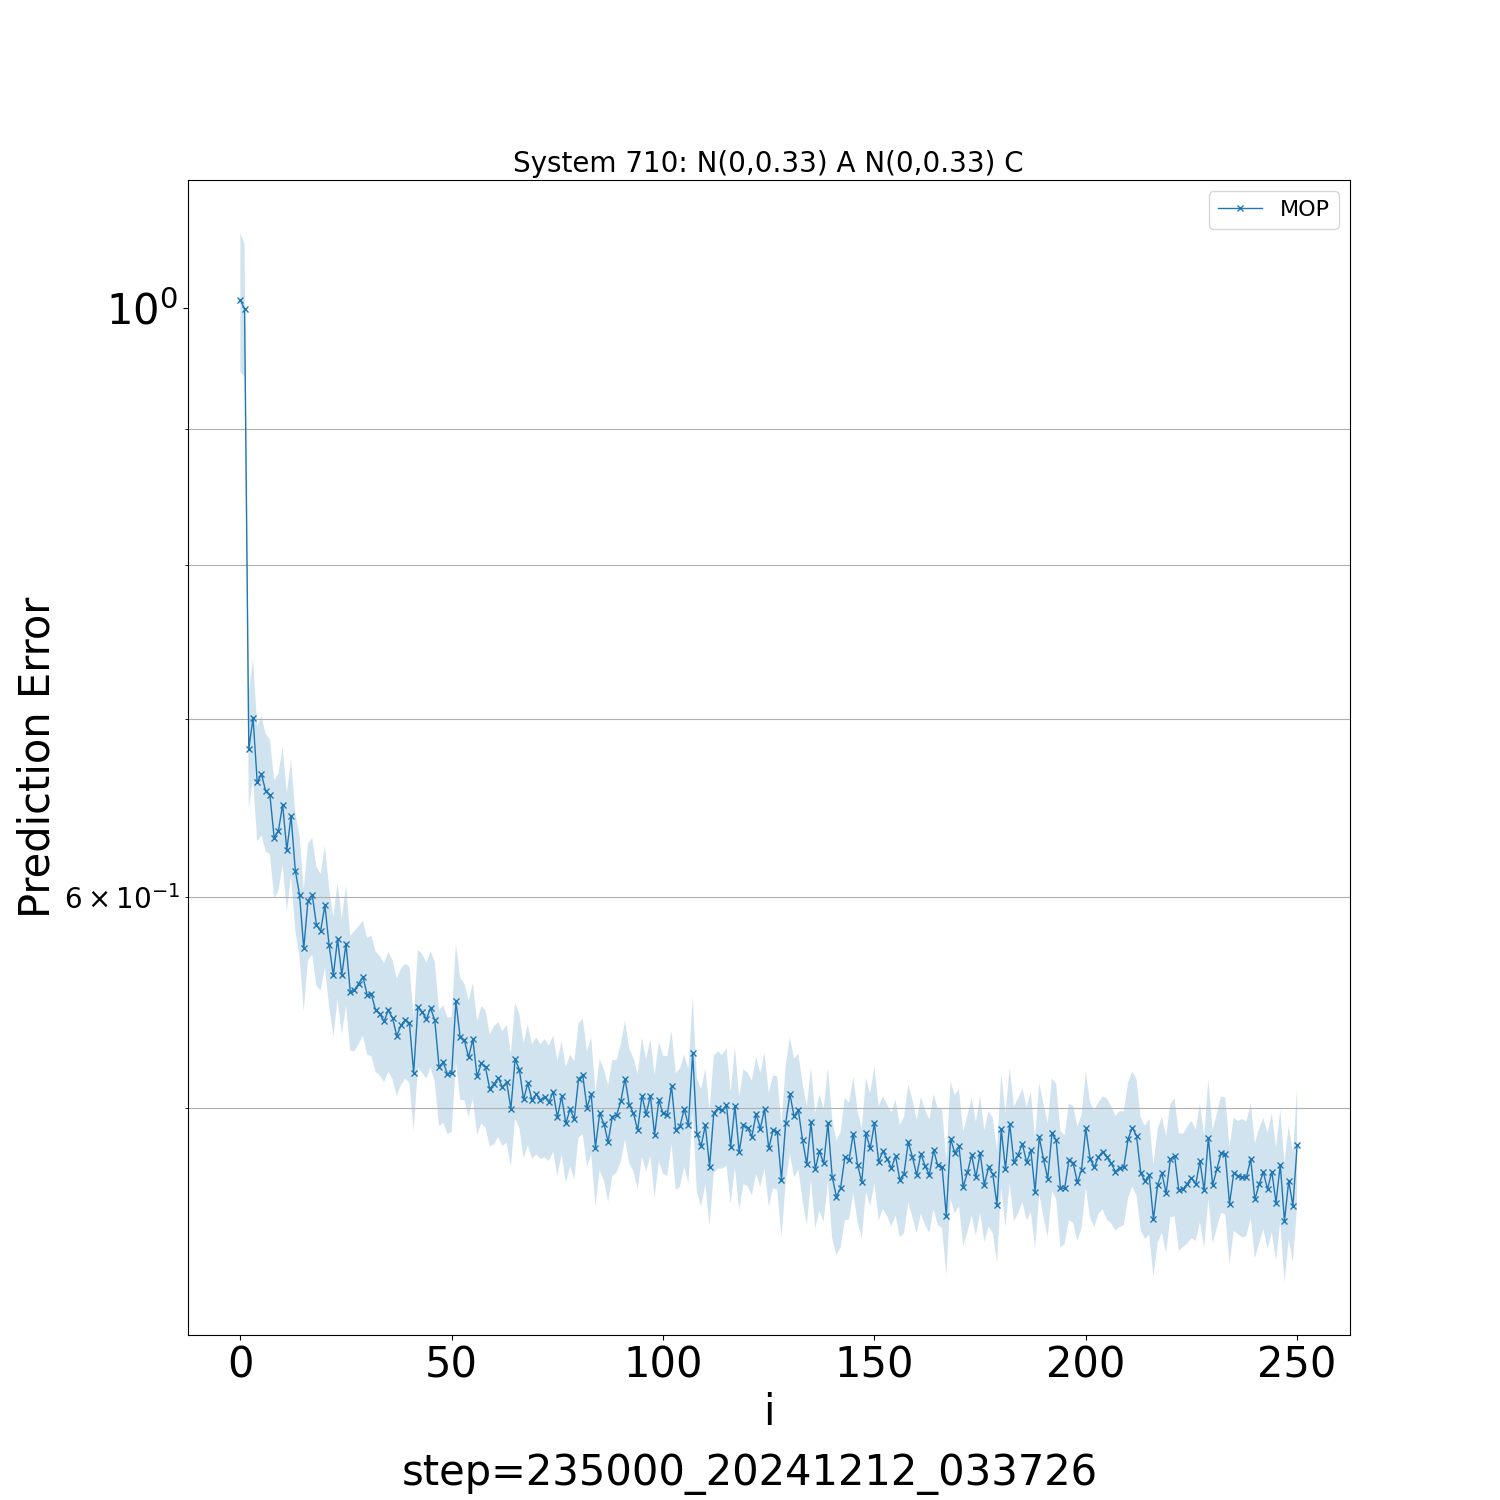 System 710: N(0,0.33) A N(0,0.33) C
MOP
10⁰
6 × 10⁻¹
Prediction Error
0 50 100 150 200 250
i
step=235000_20241212_033726